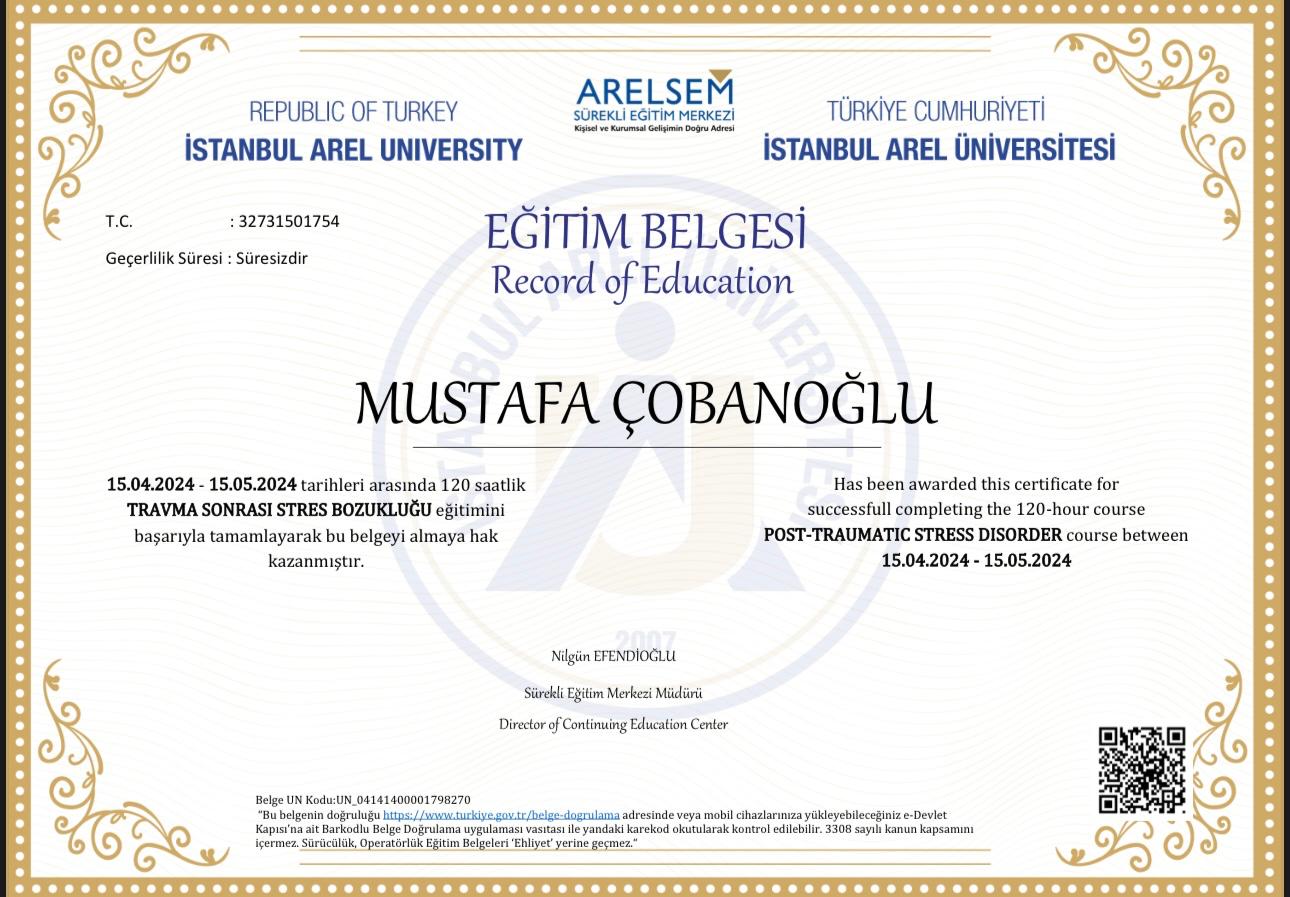 REPUBLIC OF TURKEY
İSTANBUL AREL UNIVERSITY
ARELSEM
SÜREKLİ EĞİTİM MERKEZİ
Kişisel ve Kurumsal Gelişimin Doğru Adresi
TÜRKİYE CUMHURİYETİ
İSTANBUL AREL ÜNİVERSİTESİ
T.C. : 32731501754
Geçerlilik Süresi : Süresizdir
EĞİTİM BELGESİ
Record of Education
İSTANBUL AREL ÜNİVERSİTESİ
MUSTAFA ÇOBANOĞLU
15.04.2024 - 15.05.2024 tarihleri arasında 120 saatlik
TRAVMA SONRASI STRES BOZUKLUĞU eğitimini
başarıyla tamamlayarak bu belgeyi almaya hak
kazanmıştır.
Has been awarded this certificate for
successfull completing the 120-hour course
POST-TRAUMATIC STRESS DISORDER course between
15.04.2024 - 15.05.2024
2007
Nilgün EFENDİOĞLU
Sürekli Eğitim Merkezi Müdürü
Director of Continuing Education Center
Belge UN Kodu:UN_04141400001798270
"Bu belgenin doğruluğu https://www.turkiye.gov.tr/belge-dogrulama adresinde veya mobil cihazlarınıza yükleyebileceğiniz e-Devlet
Kapısı'na ait Barkodlu Belge Doğrulama uygulaması vasıtası ile yandaki karekod okutularak kontrol edilebilir. 3308 sayılı kanun kapsamını
içermez. Sürücülük, Operatörlük Eğitim Belgeleri 'Ehliyet' yerine geçmez."